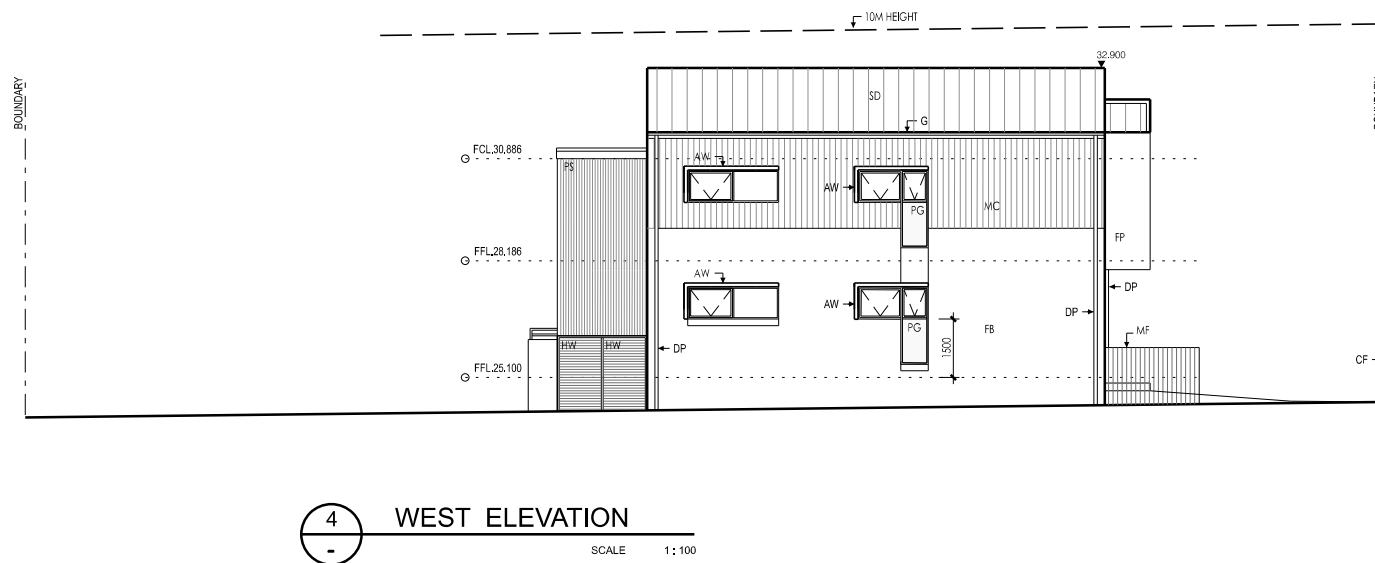 10M HEIGHT
32.900
BOUNDARY
SD
G
FCL.30.886
AW
PS
AW
PG
MC
FP
FFL.28.186
AW
DP
AW
DP
PG
FB
1500
MF
HW HW
DP
CF
FFL.25.100
4
-
WEST ELEVATION
SCALE 1:100